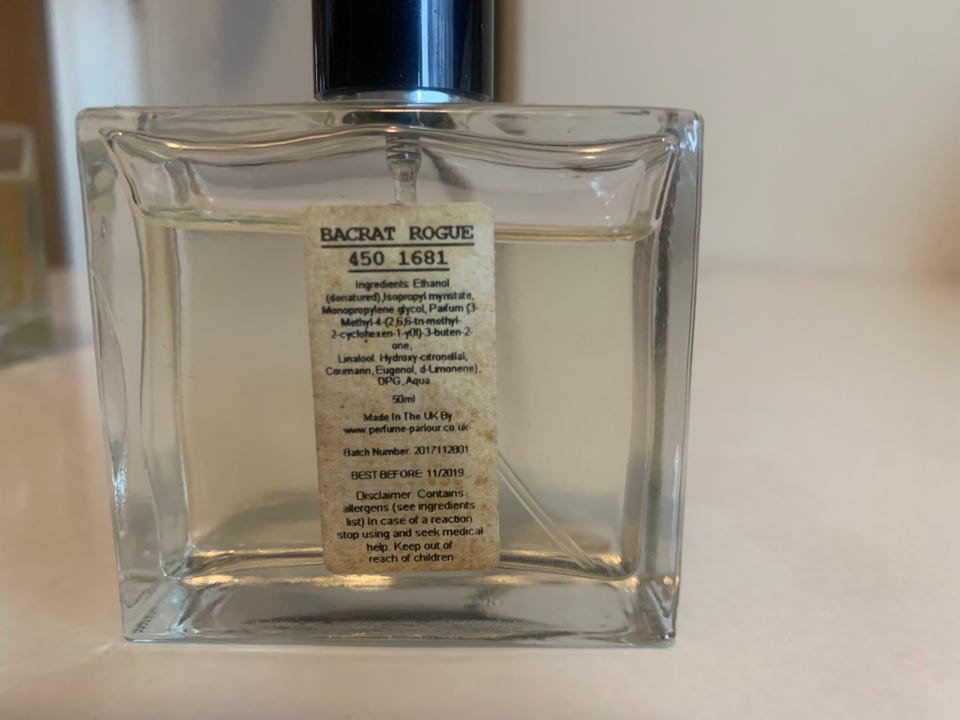 BACRAT ROGUE
450 1681
Ingredients: Ethanol
(denatured),Isopropyl myristate,
Monopropylene glycol, Parfum (3-
Methyl-4-(2,6,6-tri-methyl-
2-cyclohexen-1-yl)-3-buten-2-
one,
Linalool. Hydroxy-citronellal,
Coumarin, Eugenol, d-Limonene),
DPG, Aqua
50ml
Made In The UK By
www.perfume-parlour.co.uk
Batch Number: 2017112801
BEST BEFORE: 11/2019
Disclaimer: Contains
allergens (see ingredients
list) In case of a reaction
stop using and seek medical
help. Keep out of
reach of children